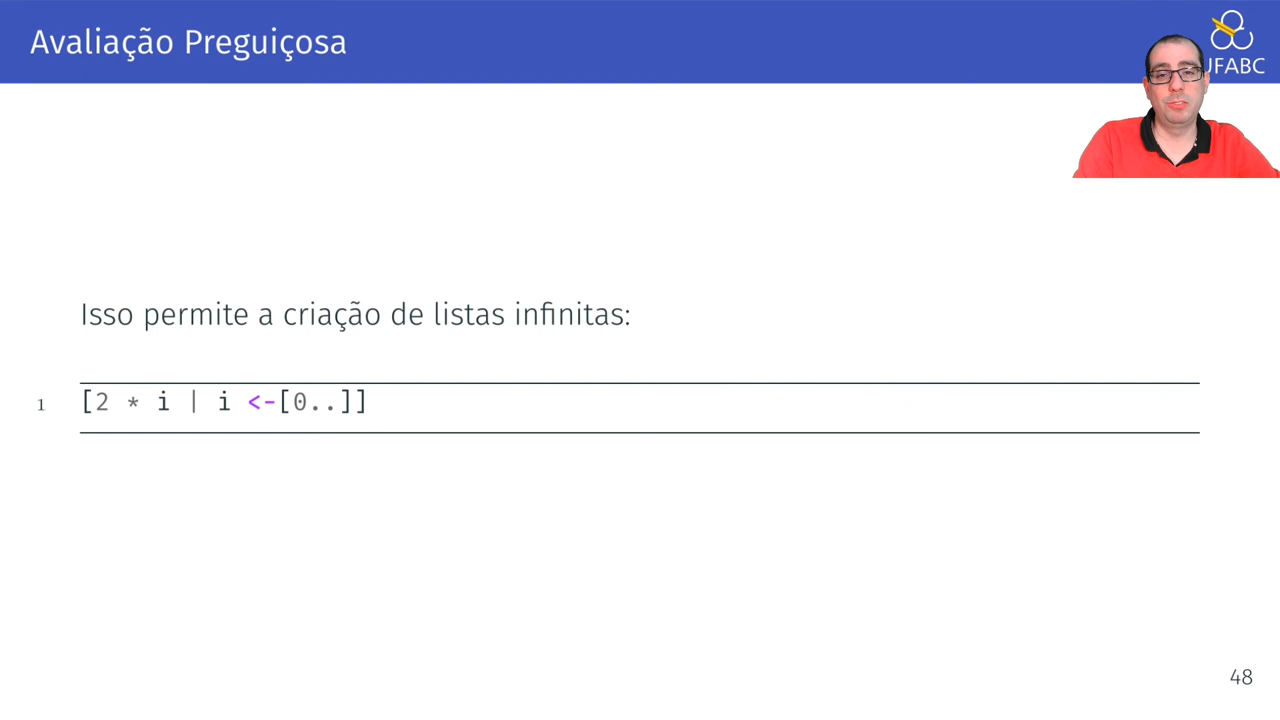 Avaliação Preguiçosa
UFABC
Isso permite a criação de listas infinitas:
1 [2 * i | i <-[0..]]
48